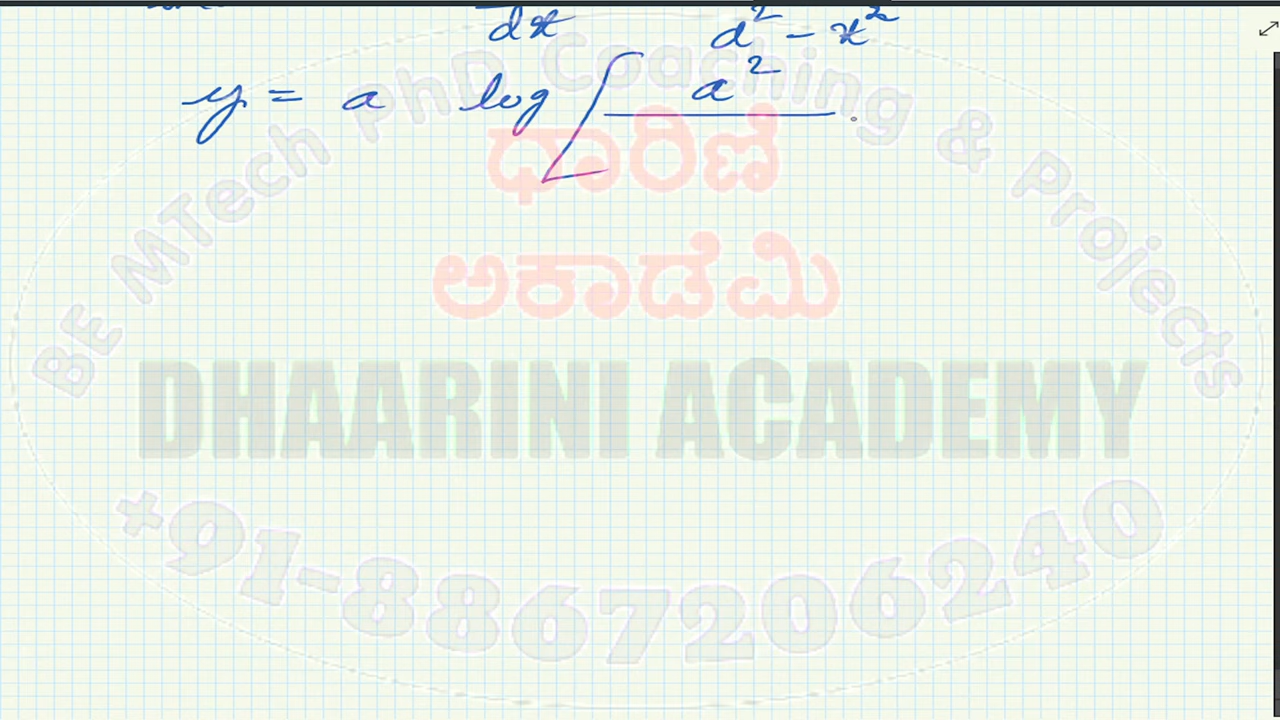 dx a² - x²
y = a log [ a²
BE MTech PhD Coaching & Projects
ಧಾರಿಣಿ
ಅಕಾಡೆಮಿ
DHAARINI ACADEMY
+91-8867206240